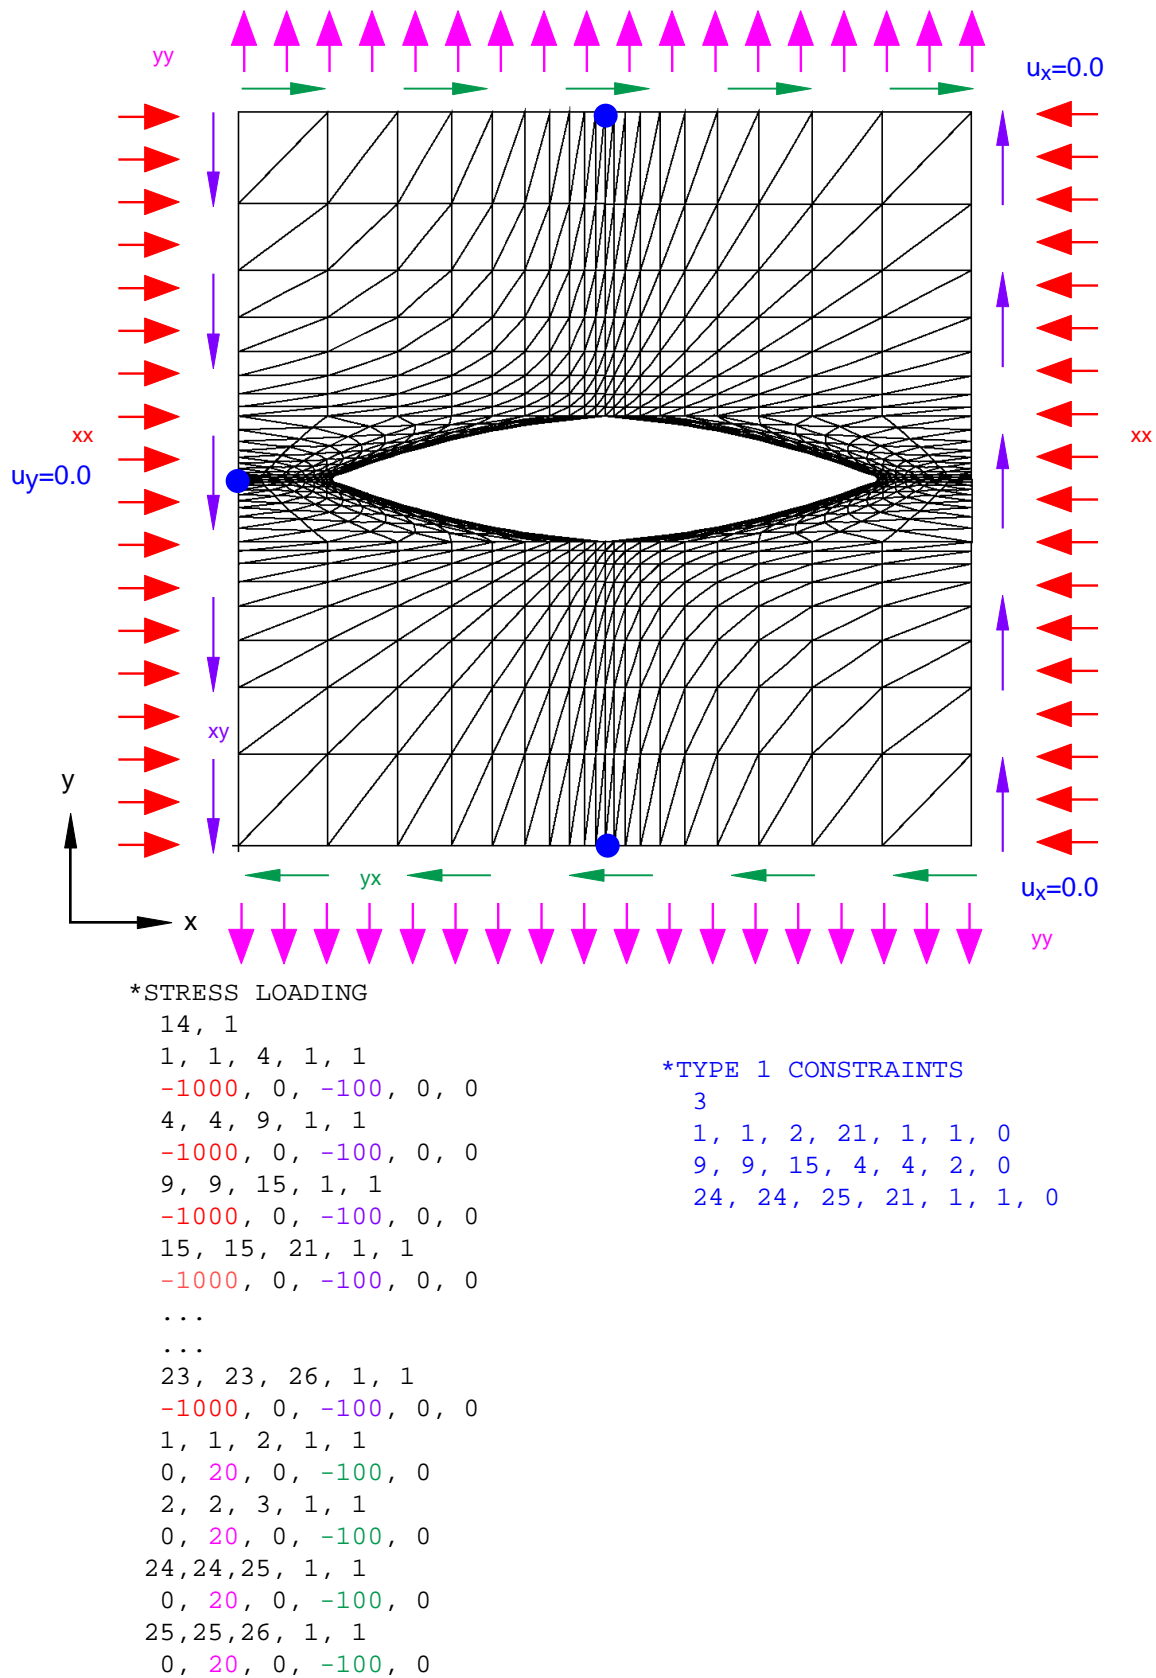 yy
u_x=0.0
xx
xx
u_y=0.0
xy
y
yx
x
u_x=0.0
yy
*STRESS LOADING
14, 1
1, 1, 4, 1, 1
-1000, 0, -100, 0, 0
4, 4, 9, 1, 1
-1000, 0, -100, 0, 0
9, 9, 15, 1, 1
-1000, 0, -100, 0, 0
15, 15, 21, 1, 1
-1000, 0, -100, 0, 0
...
...
23, 23, 26, 1, 1
-1000, 0, -100, 0, 0
1, 1, 2, 1, 1
0, 20, 0, -100, 0
2, 2, 3, 1, 1
0, 20, 0, -100, 0
24,24,25, 1, 1
0, 20, 0, -100, 0
25,25,26, 1, 1
0, 20, 0, -100, 0
*TYPE 1 CONSTRAINTS
3
1, 1, 2, 21, 1, 1, 0
9, 9, 15, 4, 4, 2, 0
24, 24, 25, 21, 1, 1, 0